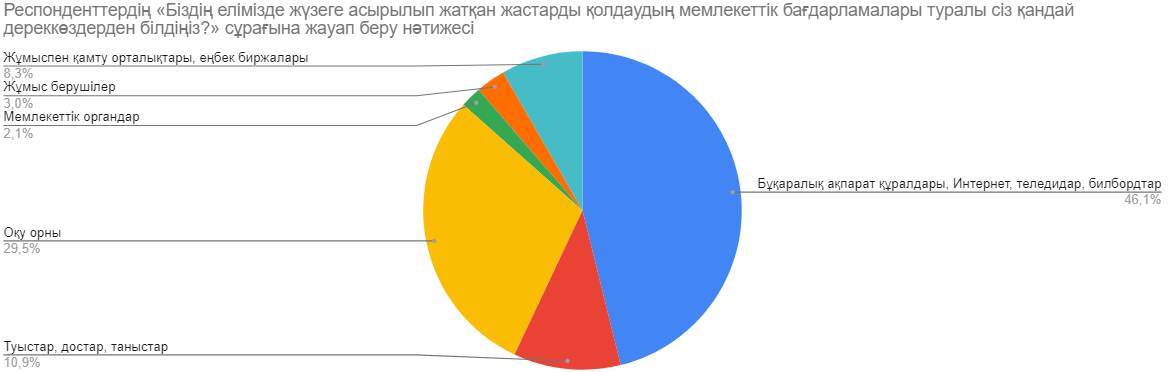 Респонденттердің «Біздің елімізде жүзеге асырылып жатқан жастарды қолдаудың мемлекеттік бағдарламалары туралы сіз қандай
дереккөздерден білдіңіз?» сұрағына жауап беру нәтижесі
Жұмыспен қамту орталықтары, еңбек биржалары
8,3%
Жұмыс берушілер
3,0%
Мемлекеттік органдар
2,1%
Бұқаралық ақпарат құралдары, Интернет, теледидар, билбордтар
46,1%
Оқу орны
29,5%
Туыстар, достар, таныстар
10,9%